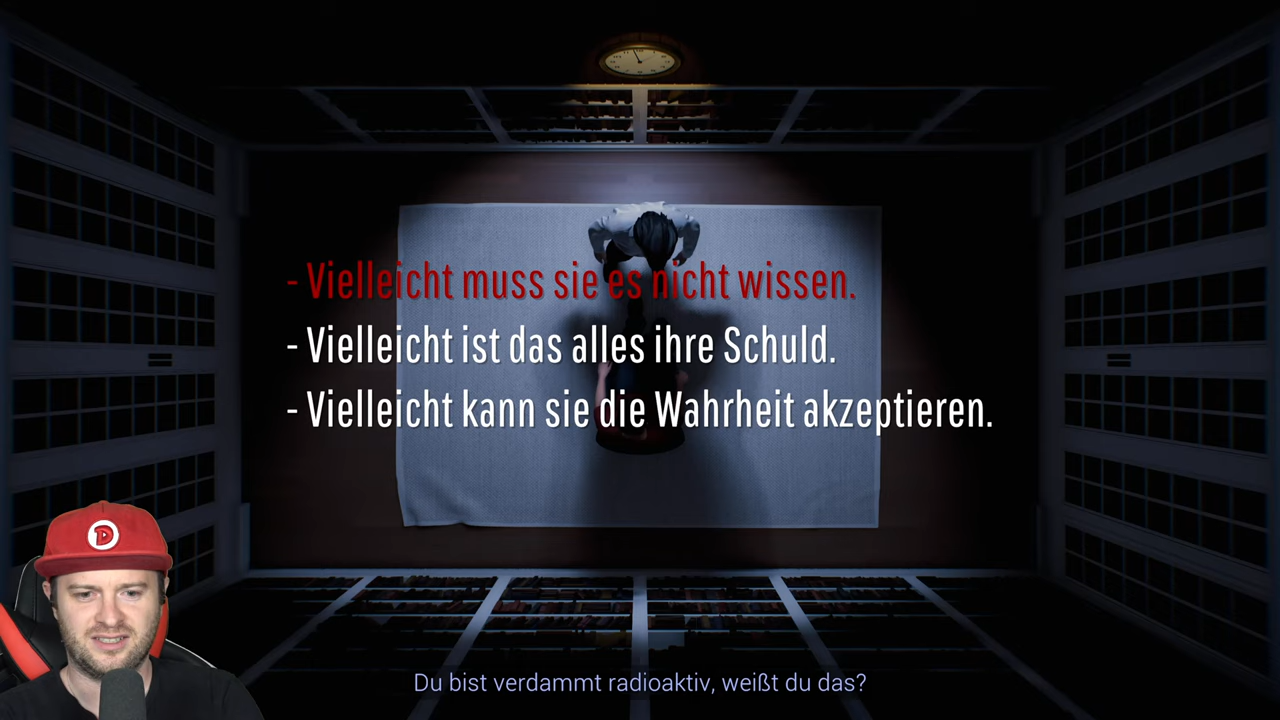 - Vielleicht muss sie es nicht wissen.
- Vielleicht ist das alles ihre Schuld.
- Vielleicht kann sie die Wahrheit akzeptieren.
D
Du bist verdammt radioaktiv, weißt du das?